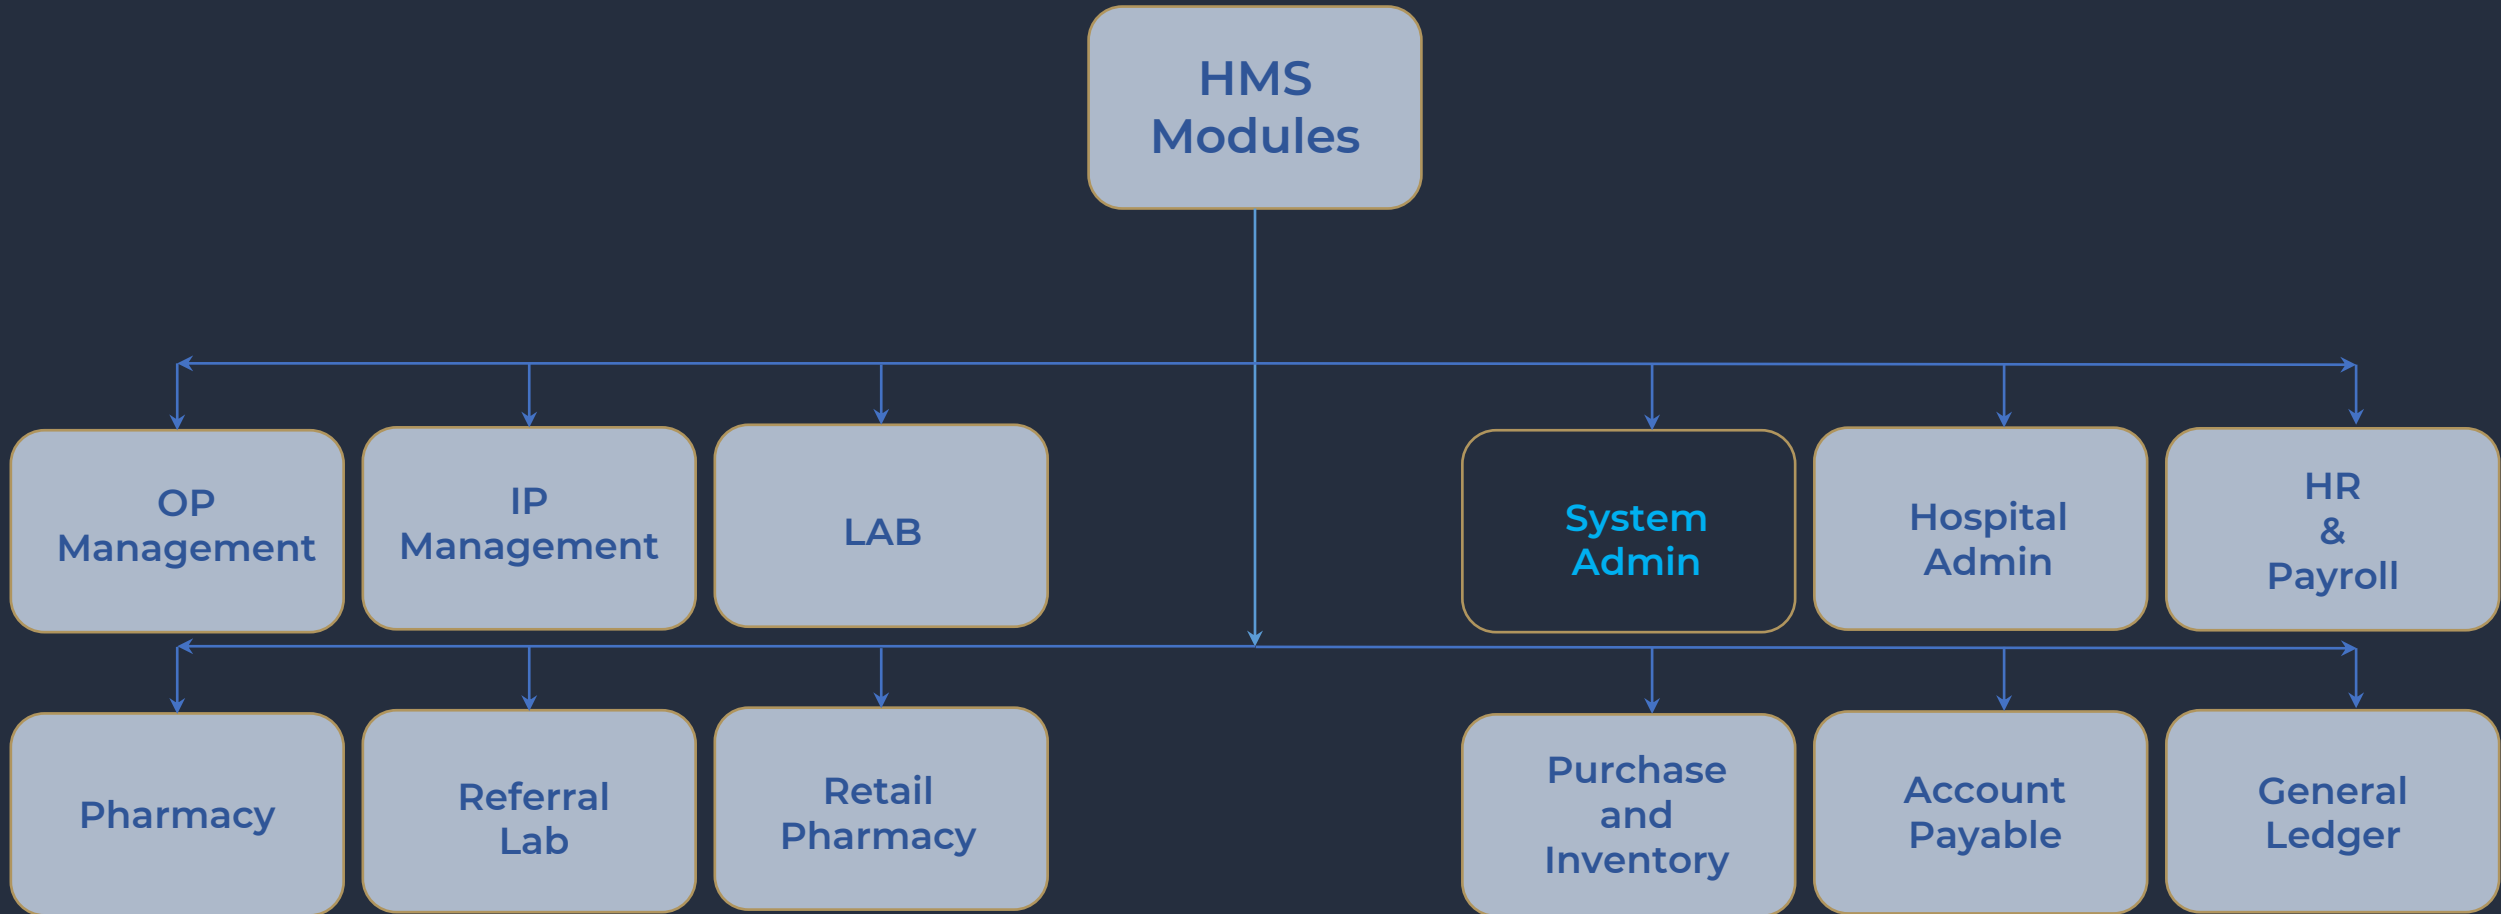 HMS
Modules
OP
Management
IP
Management
LAB
System
Admin
Hospital
Admin
HR
&
Payroll
Pharmacy
Referral
Lab
Retail
Pharmacy
Purchase
and
Inventory
Account
Payable
General
Ledger